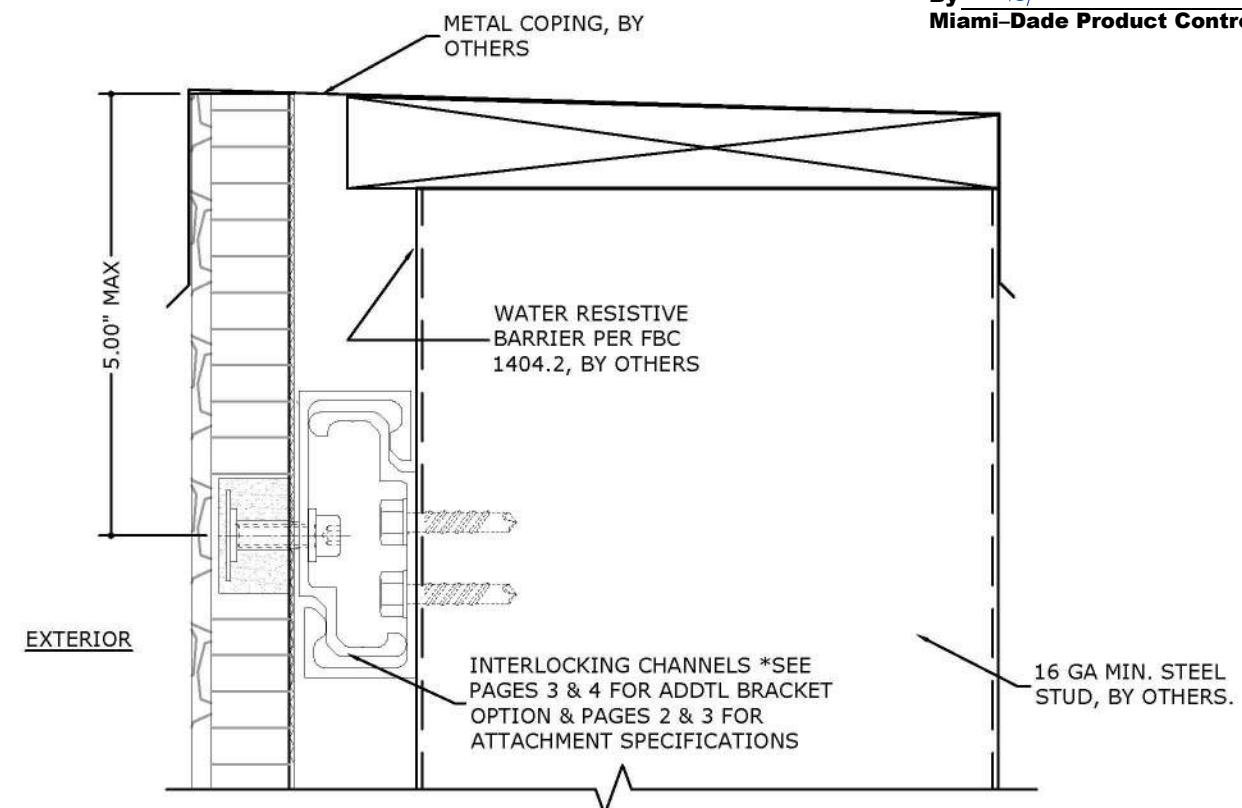 By
Miami–Dade Product Contro
METAL COPING, BY
OTHERS
5.00" MAX
WATER RESISTIVE
BARRIER PER FBC
1404.2, BY OTHERS
EXTERIOR
INTERLOCKING CHANNELS *SEE
PAGES 3 & 4 FOR ADDTL BRACKET
OPTION & PAGES 2 & 3 FOR
ATTACHMENT SPECIFICATIONS
16 GA MIN. STEEL
STUD, BY OTHERS.